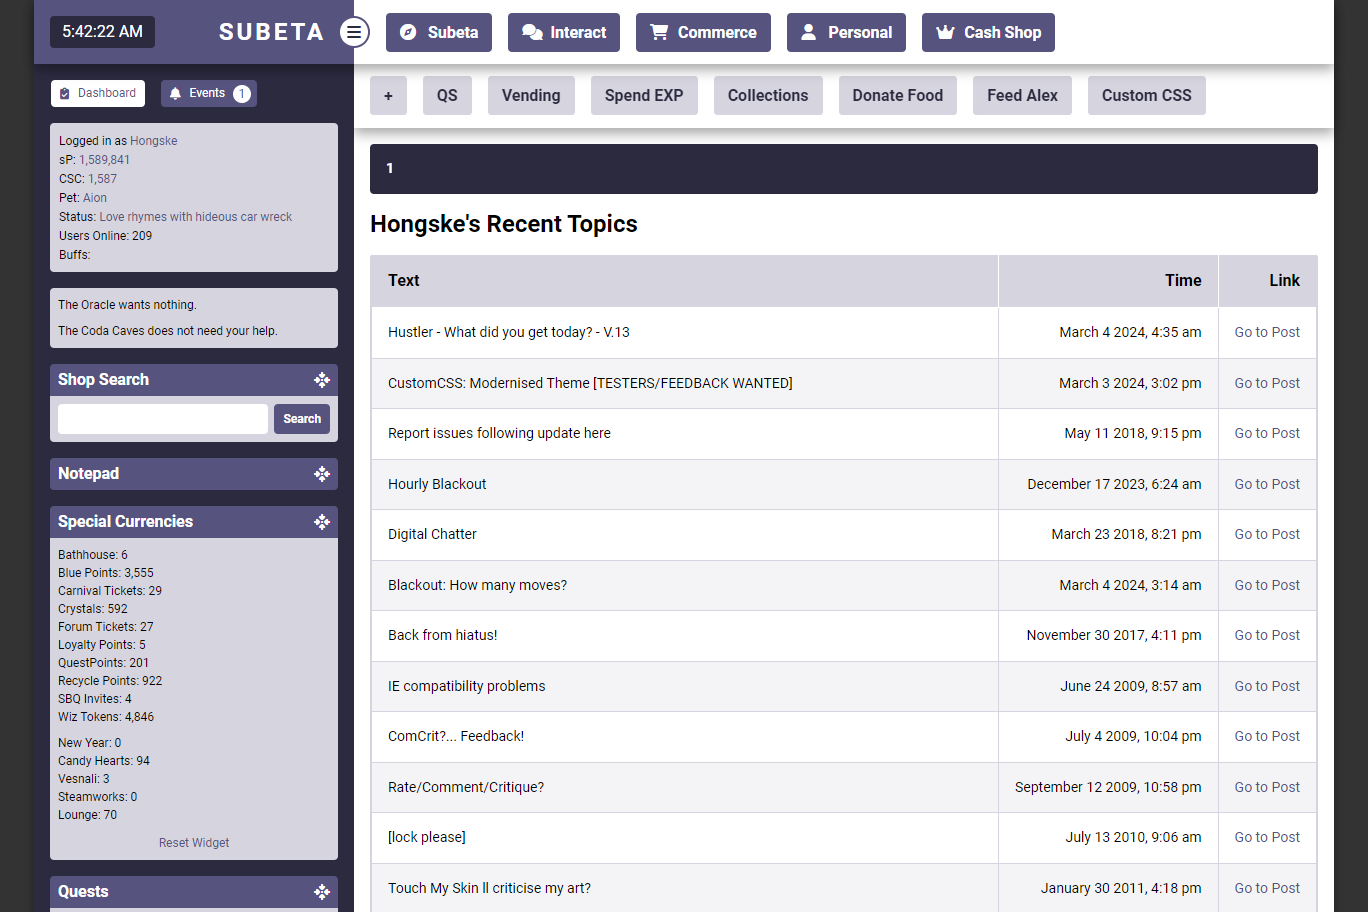 5:42:22 AM
SUBETA
Subeta
Interact
Commerce
Personal
Cash Shop
Dashboard
Events 1
+
QS
Vending
Spend EXP
Collections
Donate Food
Feed Alex
Custom CSS
Logged in as Hongske
sP: 1,589,841
CSC: 1,587
Pet: Aion
Status: Love rhymes with hideous car wreck
Users Online: 209
Buffs:
The Oracle wants nothing.
The Coda Caves does not need your help.
Shop Search
Search
Notepad
Special Currencies
Bathhouse: 6
Blue Points: 3,555
Carnival Tickets: 29
Crystals: 592
Forum Tickets: 27
Loyalty Points: 5
QuestPoints: 201
Recycle Points: 922
SBQ Invites: 4
Wiz Tokens: 4,846
New Year: 0
Candy Hearts: 94
Vesnali: 3
Steamworks: 0
Lounge: 70
Reset Widget
Quests
1
Hongske's Recent Topics
Text Time Link
Hustler - What did you get today? - V.13 March 4 2024, 4:35 am Go to Post
CustomCSS: Modernised Theme [TESTERS/FEEDBACK WANTED] March 3 2024, 3:02 pm Go to Post
Report issues following update here May 11 2018, 9:15 pm Go to Post
Hourly Blackout December 17 2023, 6:24 am Go to Post
Digital Chatter March 23 2018, 8:21 pm Go to Post
Blackout: How many moves? March 4 2024, 3:14 am Go to Post
Back from hiatus! November 30 2017, 4:11 pm Go to Post
IE compatibility problems June 24 2009, 8:57 am Go to Post
ComCrit?... Feedback! July 4 2009, 10:04 pm Go to Post
Rate/Comment/Critique? September 12 2009, 10:58 pm Go to Post
[lock please] July 13 2010, 9:06 am Go to Post
Touch My Skin ll criticise my art? January 30 2011, 4:18 pm Go to Post